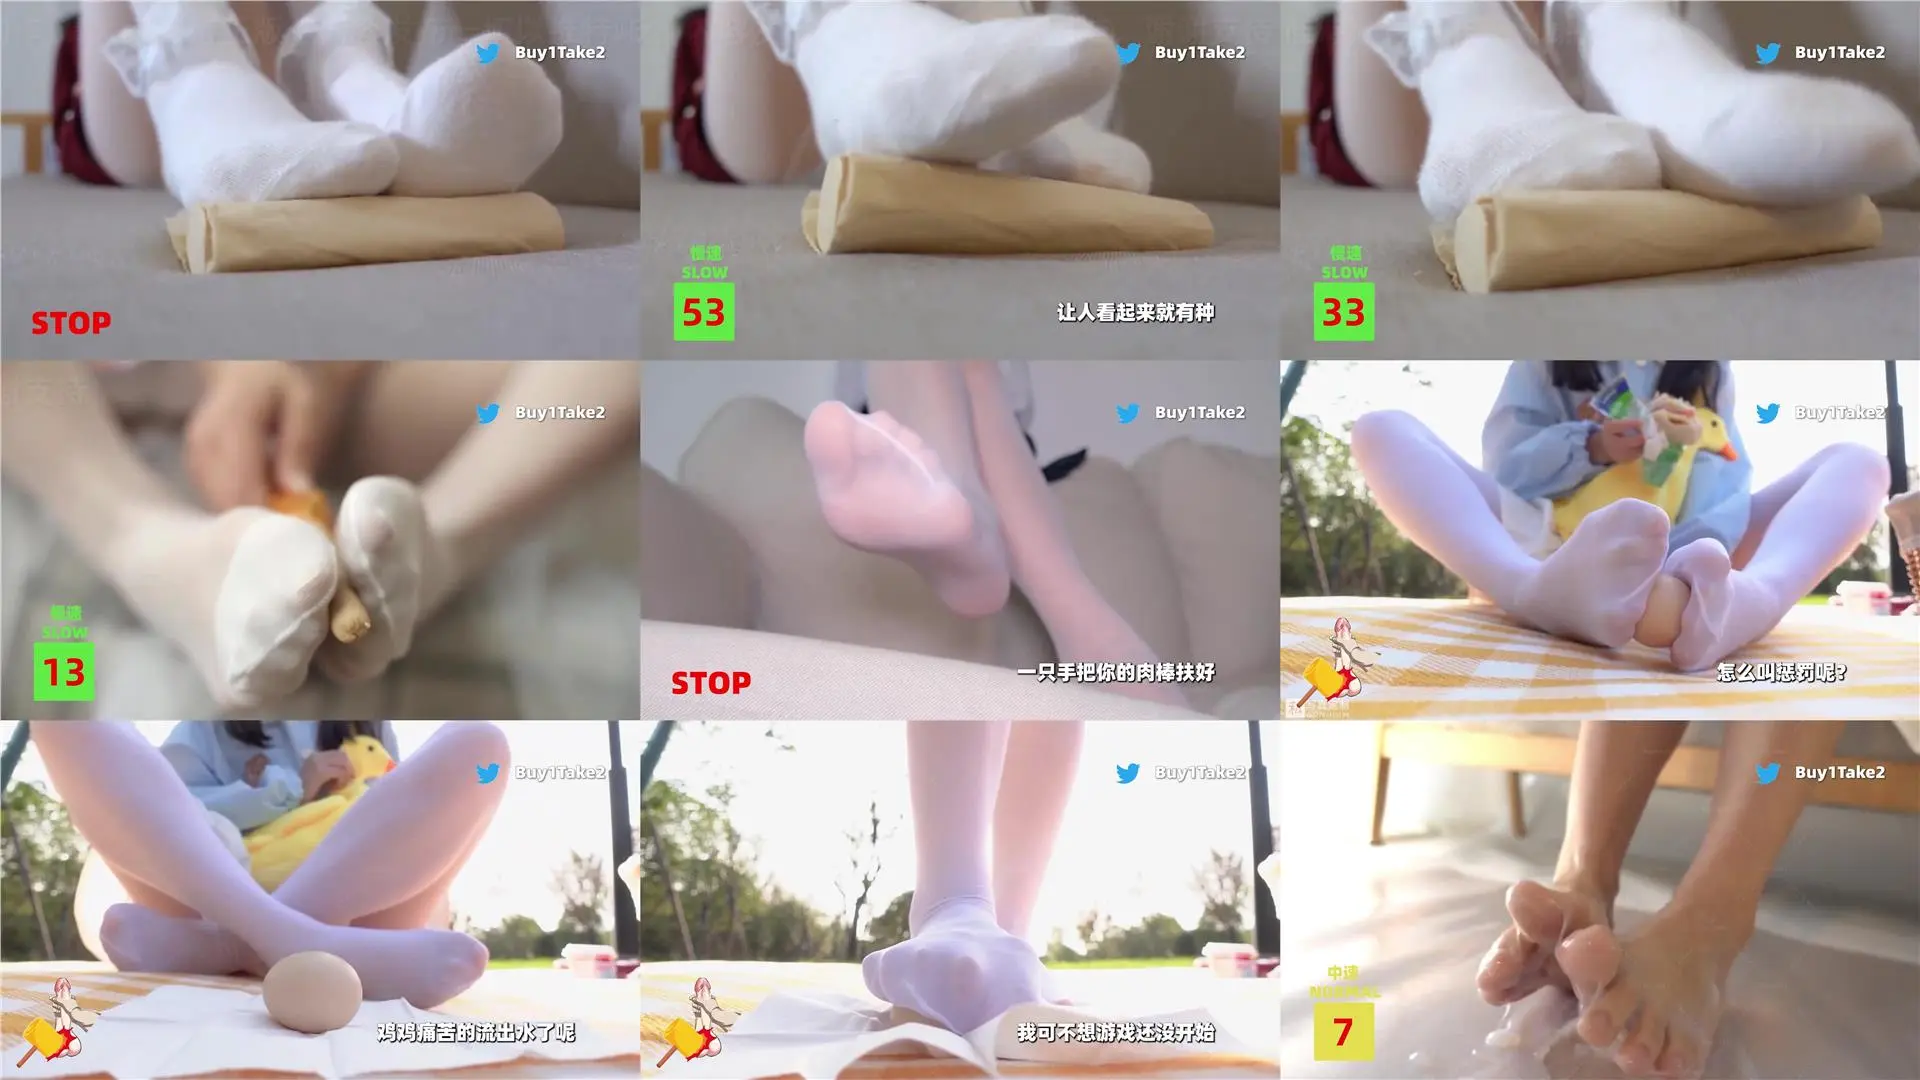 Buy1Take2
STOP
Buy1Take2
慢速
SLOW
53
让人看起来就有种
Buy1Take2
慢速
SLOW
33
Buy1Take2
慢速
SLOW
13
Buy1Take2
STOP
一只手把你的肉棒扶好
Buy1Take2
怎么叫惩罚呢?
Buy1Take2
鸡鸡痛苦的流出水了呢
Buy1Take2
我可不想游戏还没开始
Buy1Take2
中速
NORMAL
7